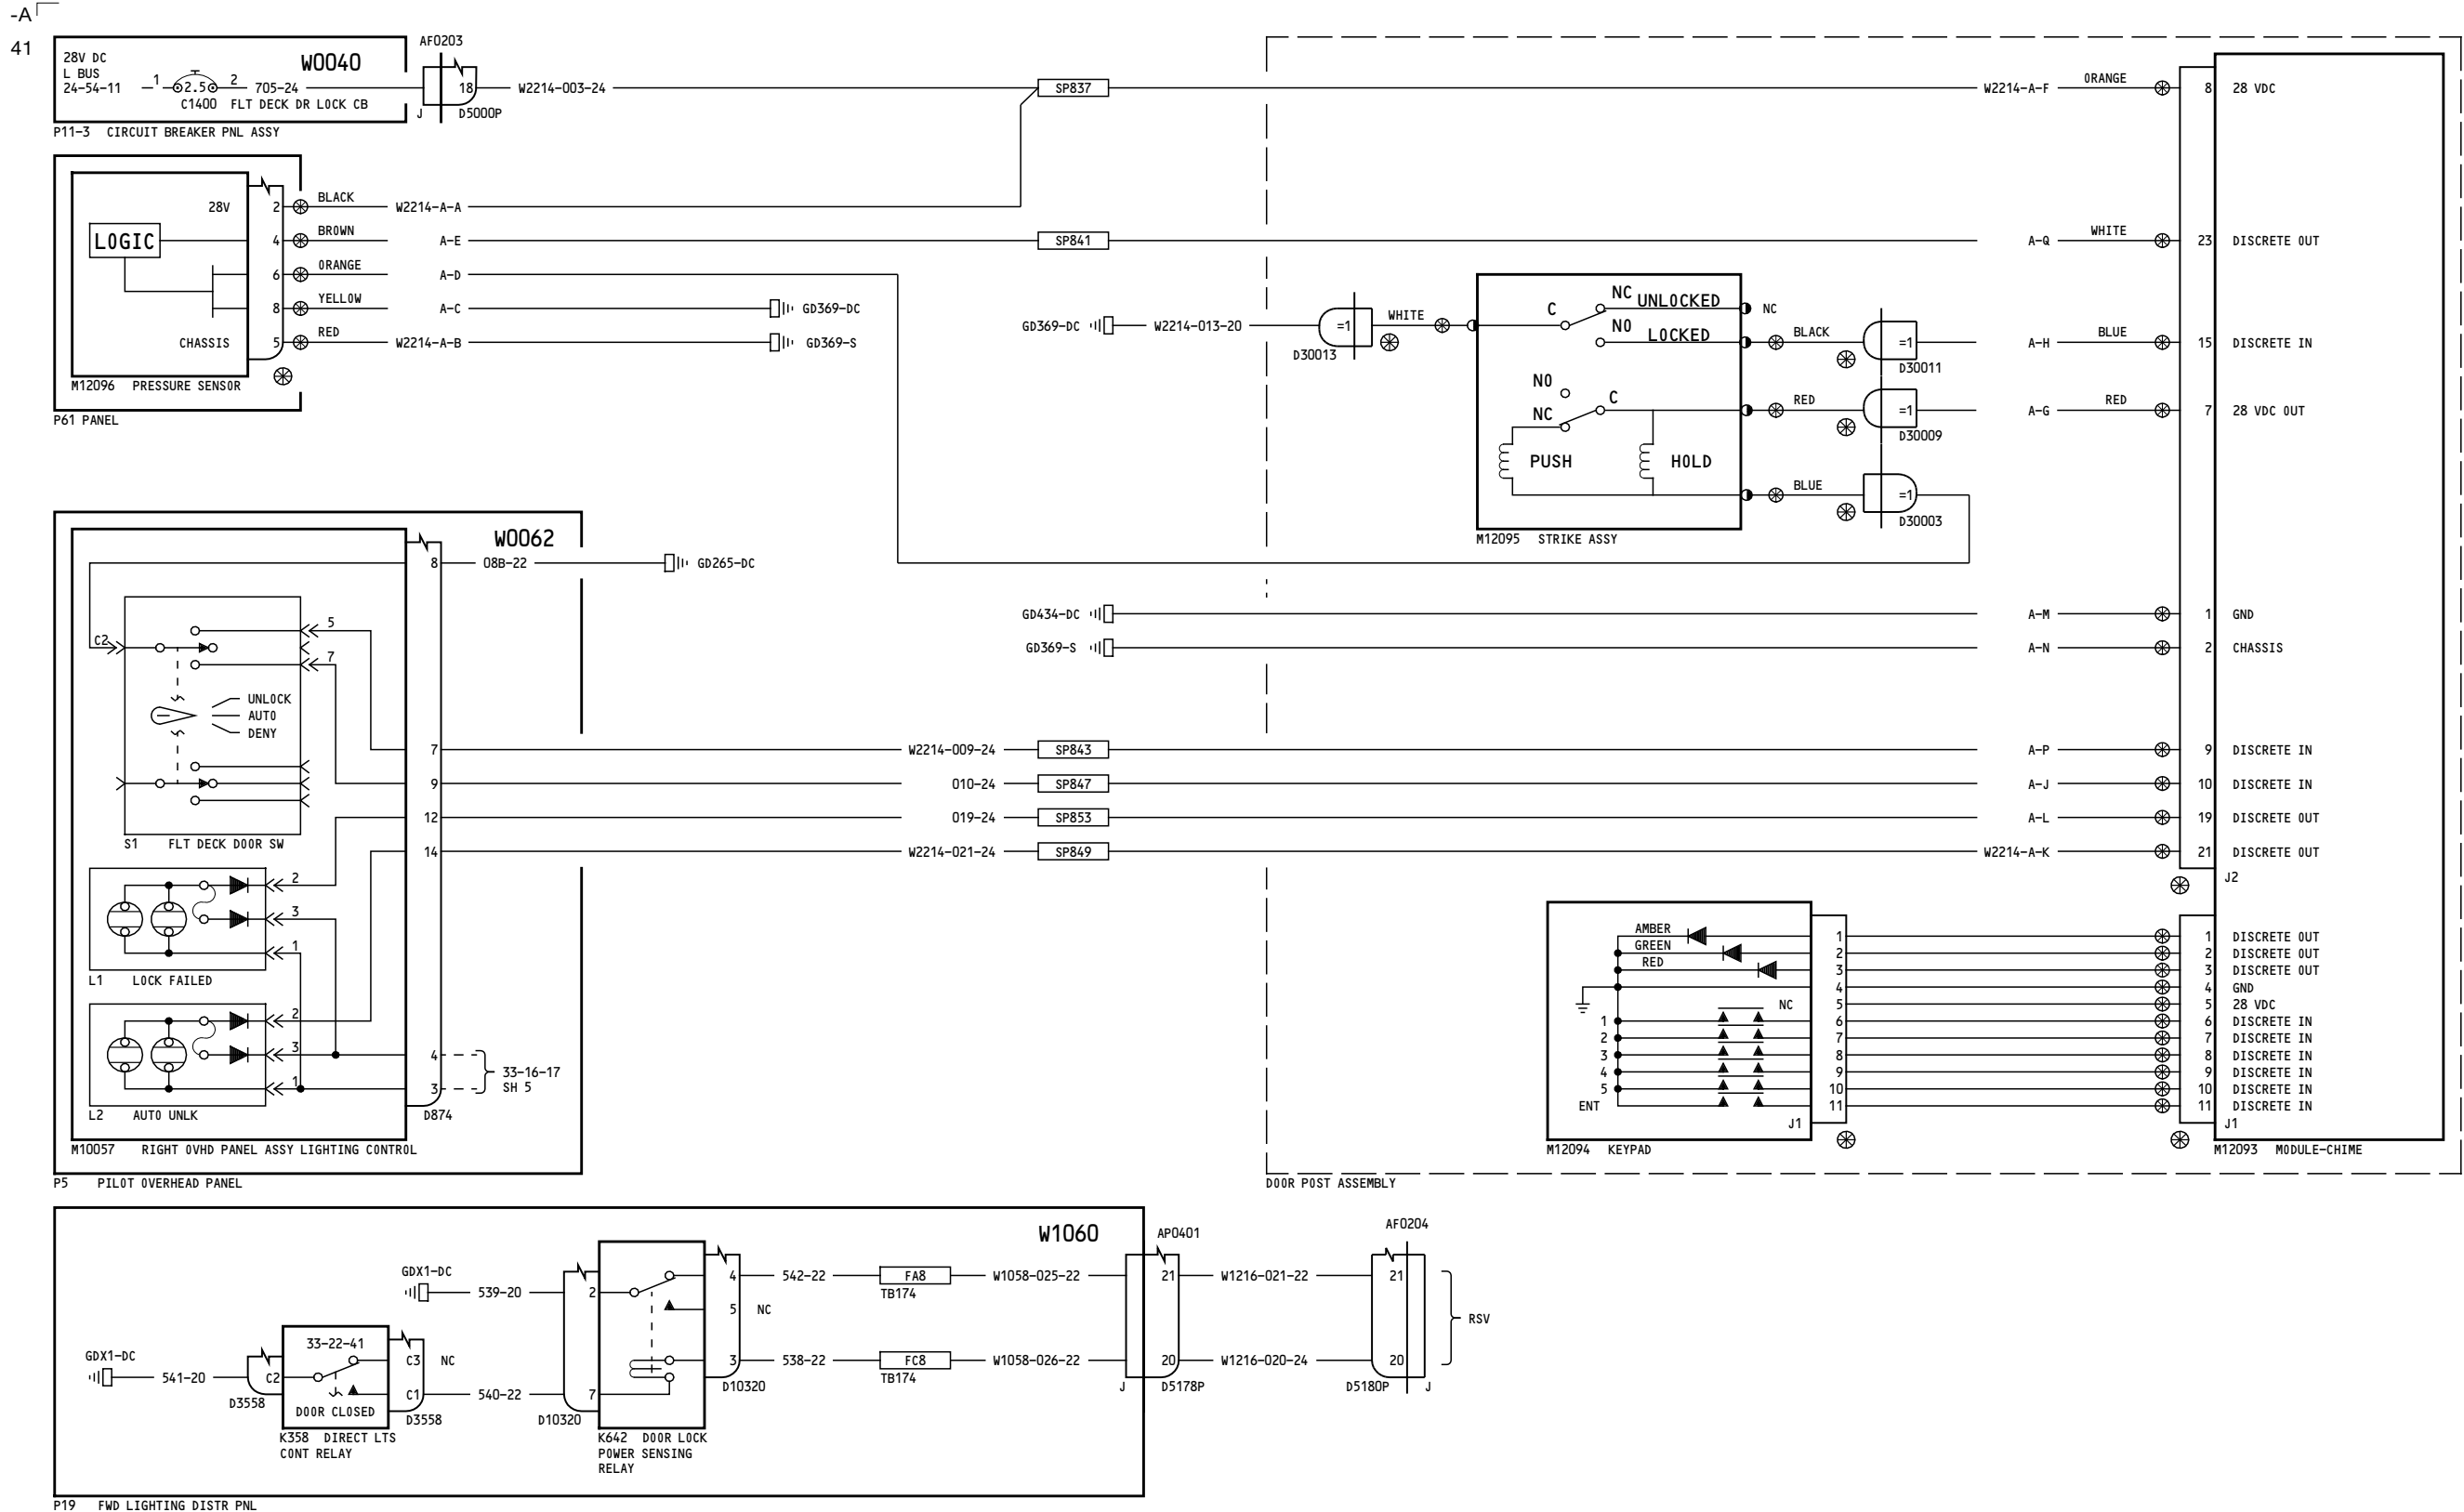 -A
41
28V DC
L BUS
24-54-11
W0040
1
2.5
2
705-24
C1400 FLT DECK DR LOCK CB
P11-3 CIRCUIT BREAKER PNL ASSY
AF0203
18
J
D5000P
W2214-003-24
SP837
W2214-A-F
ORANGE
8
28 VDC
28V
2
BLACK
W2214-A-A
LOGIC
4
BROWN
A-E
SP841
A-Q
WHITE
23
DISCRETE OUT
6
ORANGE
A-D
8
YELLOW
A-C
GD369-DC
CHASSIS
5
RED
W2214-A-B
GD369-S
M12096 PRESSURE SENSOR
P61 PANEL
GD369-DC
W2214-013-20
=1
D30013
WHITE
C
NC
UNLOCKED
NC
NO
LOCKED
BLACK
=1
D30011
A-H
BLUE
15
DISCRETE IN
NO
NC
C
RED
=1
D30009
A-G
RED
7
28 VDC OUT
PUSH
HOLD
BLUE
=1
D30003
M12095 STRIKE ASSY
W0062
8
08B-22
GD265-DC
GD434-DC
A-M
1
GND
GD369-S
A-N
2
CHASSIS
C2
5
7
UNLOCK
AUTO
DENY
S1 FLT DECK DOOR SW
7
W2214-009-24
SP843
A-P
9
DISCRETE IN
9
010-24
SP847
A-J
10
DISCRETE IN
12
019-24
SP853
A-L
19
DISCRETE OUT
14
W2214-021-24
SP849
W2214-A-K
21
DISCRETE OUT
J2
2
3
1
L1 LOCK FAILED
2
3
1
L2 AUTO UNLK
4
3
33-16-17
SH 5
D874
M10057 RIGHT OVHD PANEL ASSY LIGHTING CONTROL
P5 PILOT OVERHEAD PANEL
AMBER
1
1
DISCRETE OUT
GREEN
2
2
DISCRETE OUT
RED
3
3
DISCRETE OUT
4
4
GND
NC
5
5
28 VDC
1
6
6
DISCRETE IN
2
7
7
DISCRETE IN
3
8
8
DISCRETE IN
4
9
9
DISCRETE IN
5
10
10
DISCRETE IN
ENT
11
11
DISCRETE IN
J1
J1
M12094 KEYPAD
M12093 MODULE-CHIME
DOOR POST ASSEMBLY
W1060
AP0401
AF0204
GDX1-DC
539-20
2
4
542-22
FA8
TB174
W1058-025-22
21
W1216-021-22
21
5
NC
RSV
GDX1-DC
541-20
C2
D3558
33-22-41
DOOR CLOSED
C3
NC
C1
D3558
540-22
7
D10320
3
538-22
FC8
TB174
W1058-026-22
20
W1216-020-24
20
D10320
J
D5178P
D5180P
J
K358 DIRECT LTS
CONT RELAY
K642 DOOR LOCK
POWER SENSING
RELAY
P19 FWD LIGHTING DISTR PNL